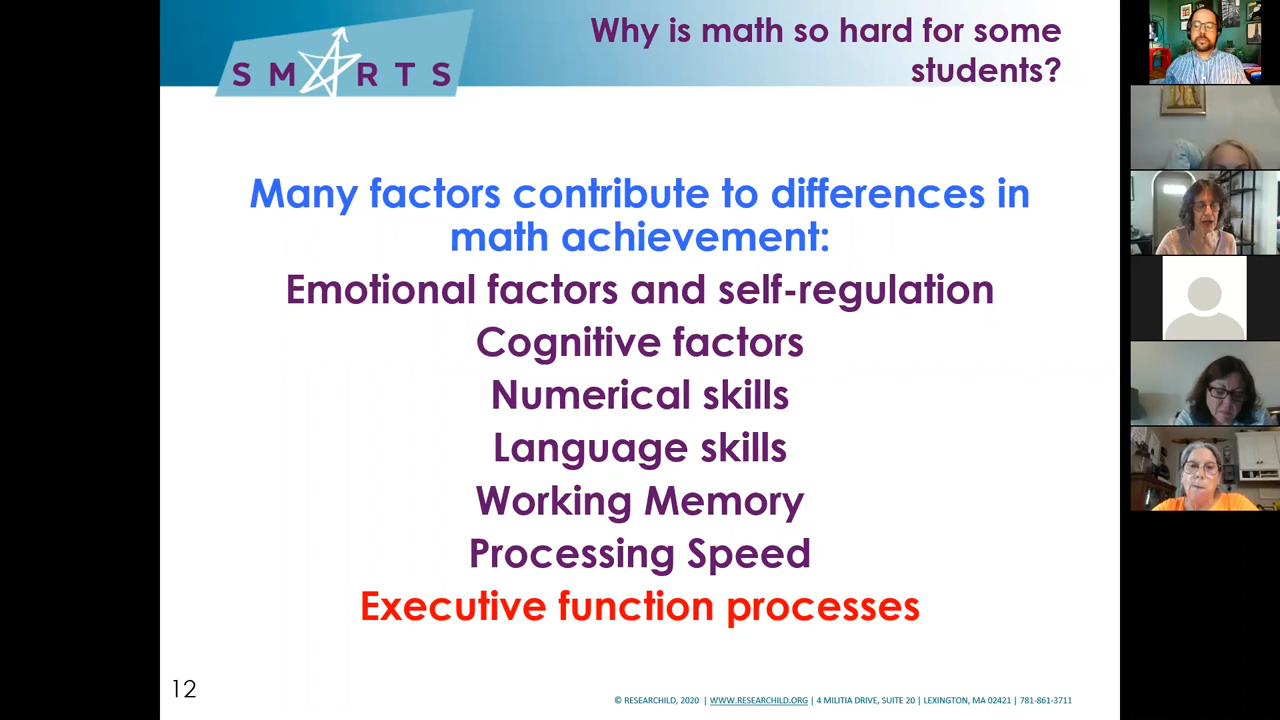 SMARTS
Why is math so hard for some
students?
Many factors contribute to differences in
math achievement:
Emotional factors and self-regulation
Cognitive factors
Numerical skills
Language skills
Working Memory
Processing Speed
Executive function processes
12
© RESEARCHILD, 2020 | WWW.RESEARCHILD.ORG | 4 MILITIA DRIVE, SUITE 20 | LEXINGTON, MA 02421 | 781-861-3711